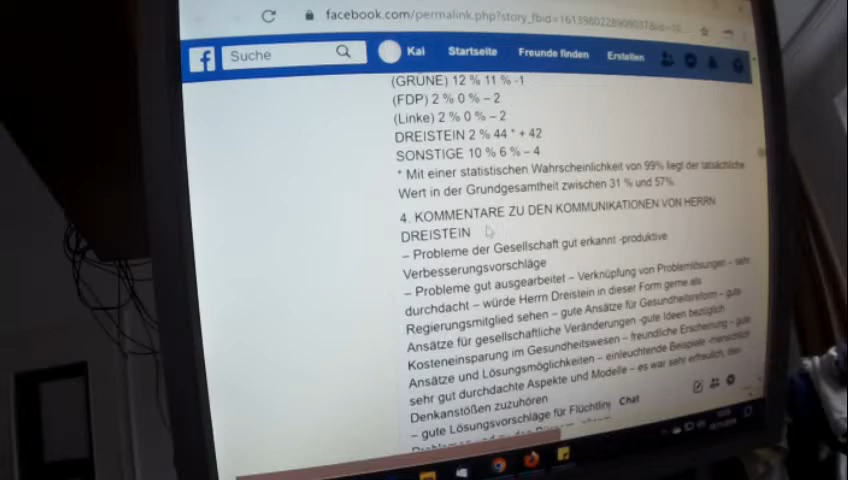 facebook.com/permalink.php?story_fbid=
f Suche Kai Startseite Freunde finden Erstellen
(GRÜNE) 12 % 11 % -1
(FDP) 2 % 0 % – 2
(Linke) 2 % 0 % – 2
DREISTEIN 2 % 44 * + 42
SONSTIGE 10 % 6 % – 4
* Mit einer statistischen Wahrscheinlichkeit von 99% liegt der tatsächliche
Wert in der Grundgesamtheit zwischen 31 % und 57%.
4. KOMMENTARE ZU DEN KOMMUNIKATIONEN VON HERRN
DREISTEIN
– Probleme der Gesellschaft gut erkannt -produktive
Verbesserungsvorschläge
– Probleme gut ausgearbeitet – Verknüpfung von Problemlösungen – sehr
durchdacht – würde Herrn Dreistein in dieser Form gerne als
Regierungsmitglied sehen – gute Ansätze für Gesundheitsreform – gute
Ansätze für gesellschaftliche Veränderungen -gute Ideen bezüglich
Kosteneinsparung im Gesundheitswesen – freundliche Erscheinung – gute
Ansätze und Lösungsmöglichkeiten – einleuchtende Beispiele -menschlich
sehr gut durchdachte Aspekte und Modelle – es war sehr erfreulich, den
Denkanstößen zuzuhören
– gute Lösungsvorschläge für
Chat